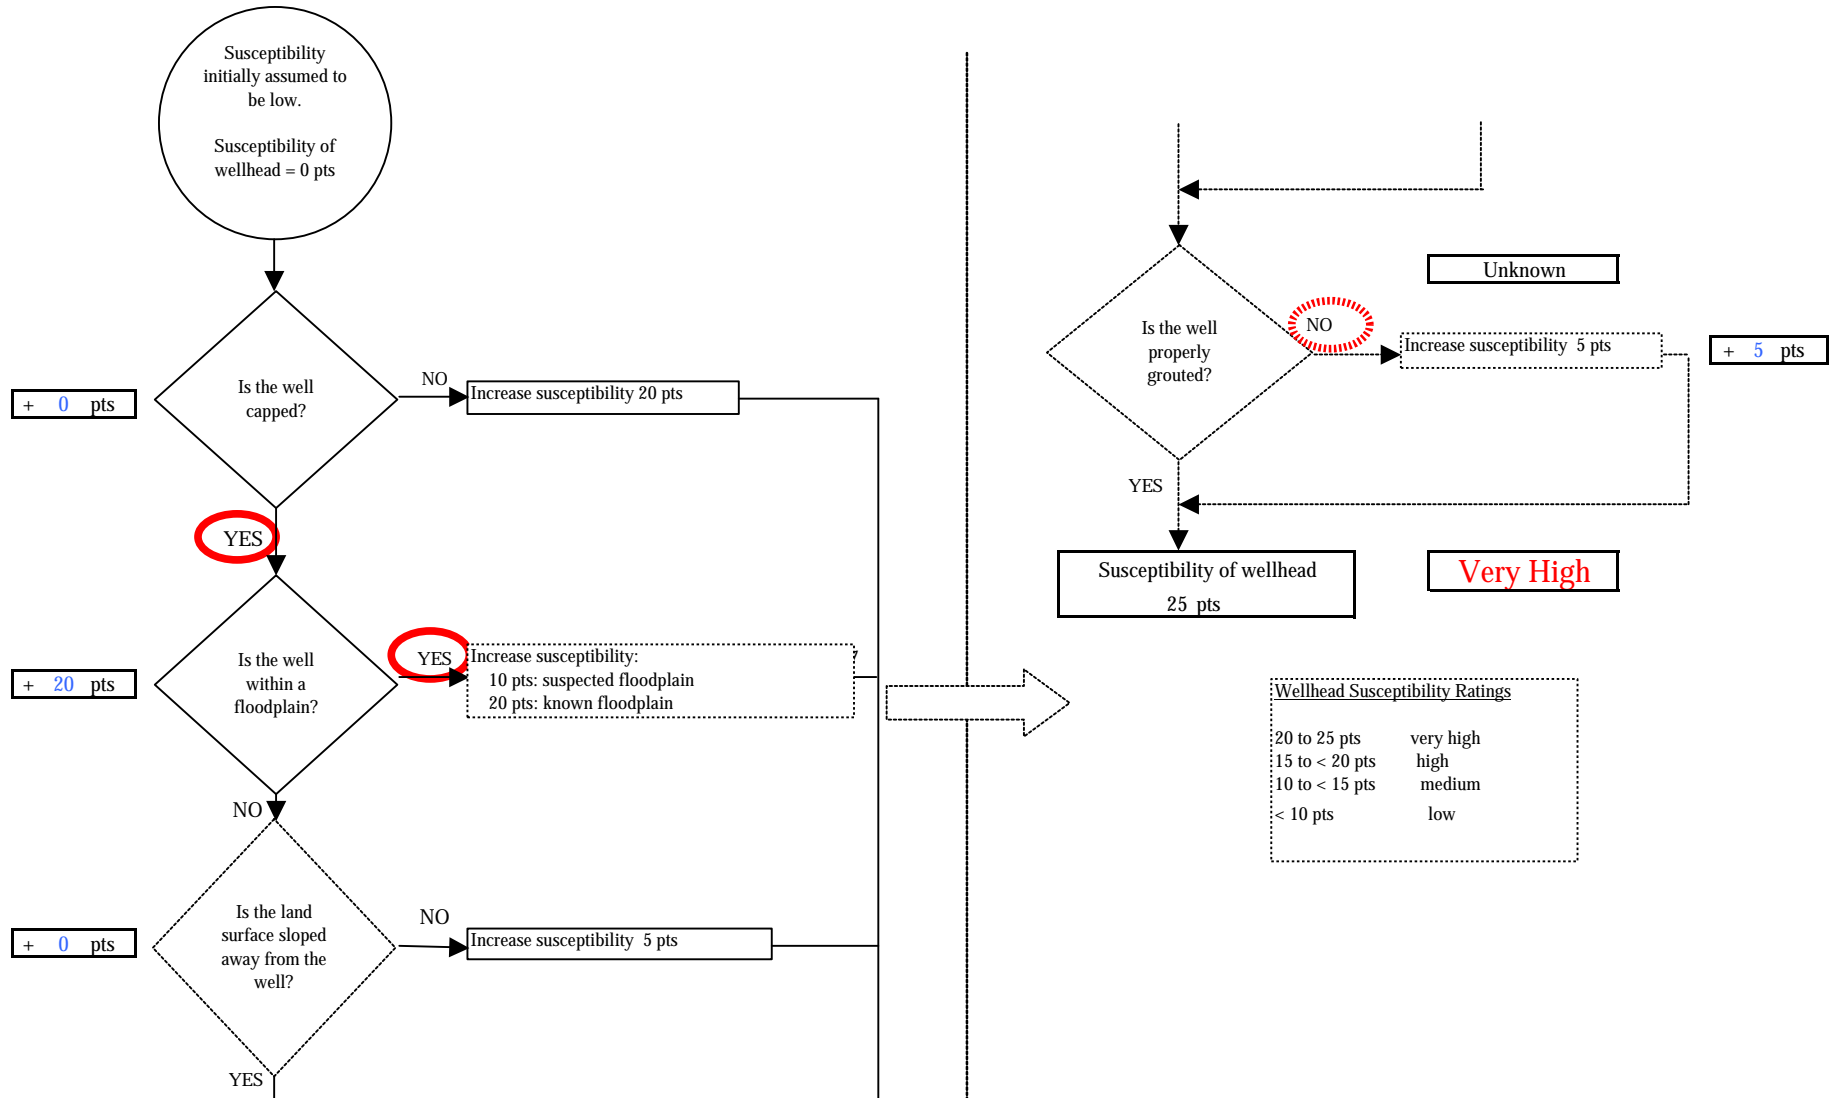 Susceptibility
initially assumed to
be low.
Susceptibility of
wellhead = 0 pts
+ 0 pts
Is the well
capped?
NO
Increase susceptibility 20 pts
YES
+ 20 pts
Is the well
within a
floodplain?
YES
Increase susceptibility:
10 pts: suspected floodplain
20 pts: known floodplain
NO
+ 0 pts
Is the land
surface sloped
away from the
well?
NO
Increase susceptibility 5 pts
YES
Unknown
Is the well
properly
grouted?
NO
Increase susceptibility 5 pts
+ 5 pts
YES
Susceptibility of wellhead
25 pts
Very High
Wellhead Susceptibility Ratings
20 to 25 pts very high
15 to < 20 pts high
10 to < 15 pts medium
< 10 pts low